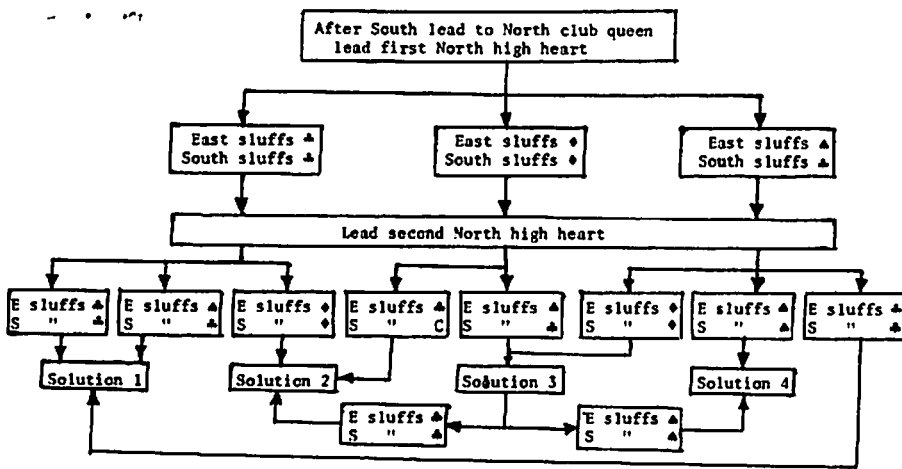 After South lead to North club queen
lead first North high heart
East sluffs ♣
South sluffs ♣
East sluffs ♦
South sluffs ♦
East sluffs ♠
South sluffs ♣
Lead second North high heart
E sluffs ♣
S " ♣
E sluffs ♠
S " ♣
E sluffs ♦
S " ♦
E sluffs ♣
S " C
E sluffs ♠
S " ♣
E sluffs ♦
S " ♦
E sluffs ♠
S " ♠
E sluffs ♣
S " ♣
Solution 1
Solution 2
Solution 3
Solution 4
E sluffs ♣
S " ♣
E sluffs ♠
S " ♠